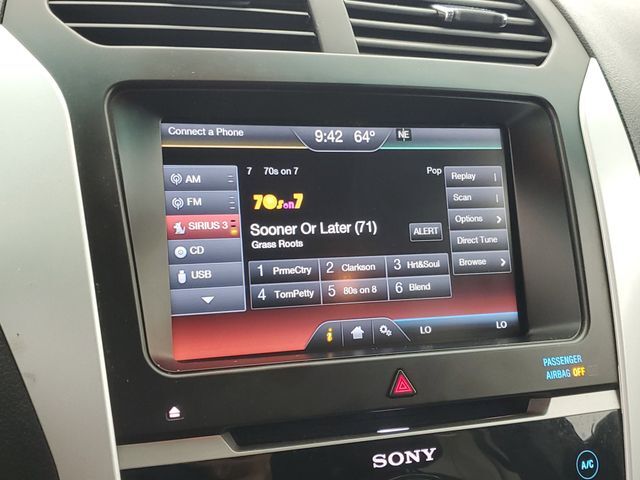 Connect a Phone 9:42 64° NE
7 70s on 7 Pop
AM
FM
SIRIUS 3
CD
USB
70s on 7
Sooner Or Later (71)
Grass Roots
ALERT
Replay
Scan
Options
Direct Tune
Browse
1 PrmeCtry 2 Clarkson 3 Hrt&Soul
4 TomPetty 5 80s on 8 6 Blend
i LO LO
PASSENGER
AIRBAG OFF
SONY
A/C